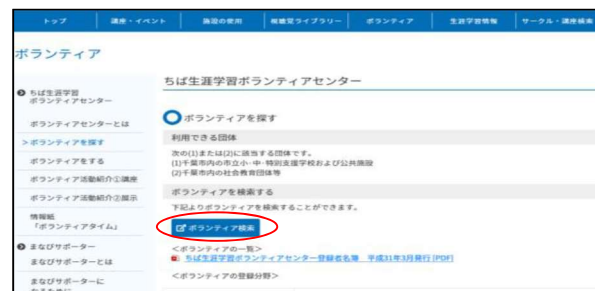 トップ
講座・イベント
施設の使用
視聴覚ライブラリー
ボランティア
生涯学習情報
サークル・講座検索
ボランティア
ちば生涯学習
ボランティアセンター
ボランティアセンターとは
>ボランティアを探す
ボランティアをする
ボランティア活動紹介①講座
ボランティア活動紹介②展示
情報紙
「ボランティアタイム」
まなびサポーター
まなびサポーターとは
まなびサポーターに
なるために
ちば生涯学習ボランティアセンター
ボランティアを探す
利用できる団体
次の(1)または(2)に該当する団体です。
(1)千葉市内の市立小・中・特別支援学校および公共施設
(2)千葉市内の社会教育団体等
ボランティアを検索する
下記よりボランティアを検索することができます。
ボランティア検索
<ボランティアの一覧>
ちば生涯学習ボランティアセンター登録者名簿 平成31年3月発行 [PDF]
<ボランティアの登録分野>